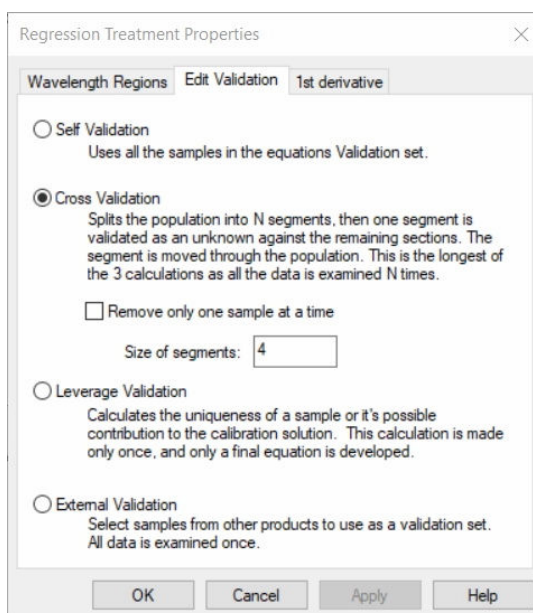 Regression Treatment Properties
Wavelength Regions Edit Validation 1st derivative
Self Validation
Uses all the samples in the equations Validation set.
Cross Validation
Splits the population into N segments, then one segment is
validated as an unknown against the remaining sections. The
segment is moved through the population. This is the longest of
the 3 calculations as all the data is examined N times.
Remove only one sample at a time
Size of segments: 4
Leverage Validation
Calculates the uniqueness of a sample or it's possible
contribution to the calibration solution. This calculation is made
only once, and only a final equation is developed.
External Validation
Select samples from other products to use as a validation set.
All data is examined once.
OK Cancel Apply Help